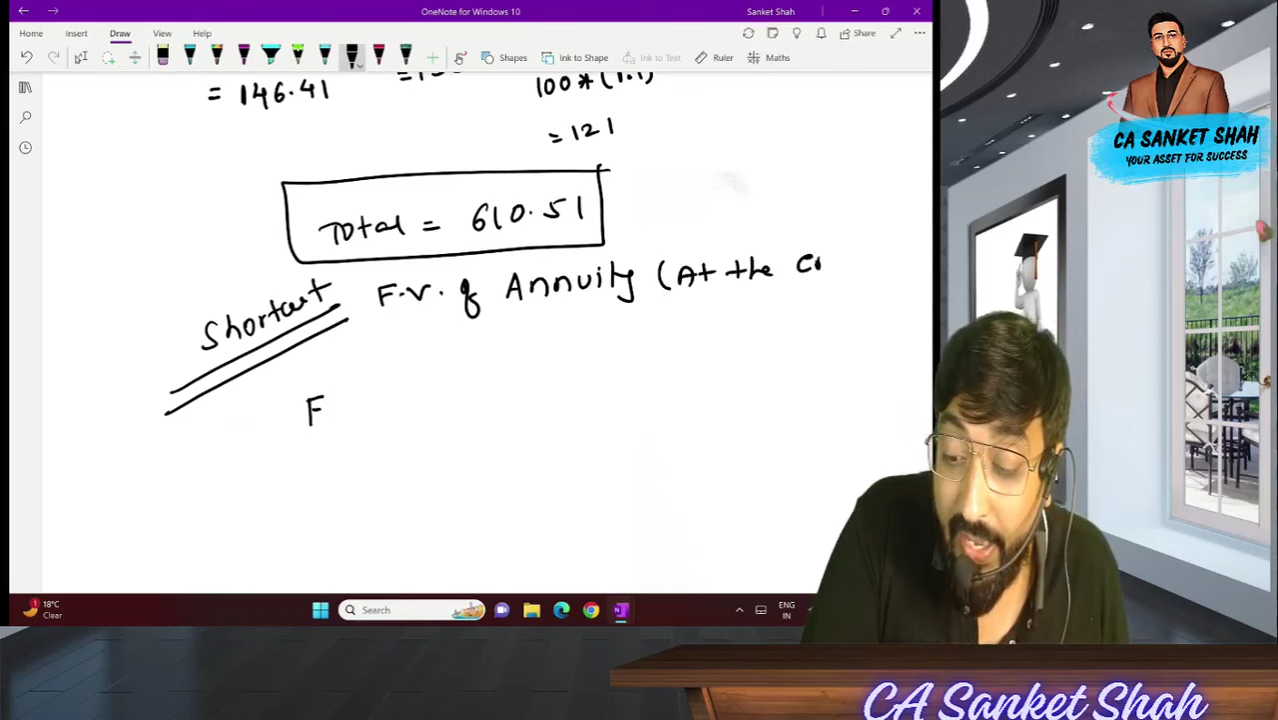 OneNote for Windows 10
Sanket Shah
Home Insert Draw View Help
Share
Shapes
Ink to Shape
Ink to Text
Ruler
Maths
= 146.41
100*(1.1)
= 121
Total = 610.51
Shortcut
F.V. of Annuity (At the
F
CA SANKET SHAH
YOUR ASSET FOR SUCCESS
1
18°C
Clear
Search
ENG
IN
CA Sanket Shah